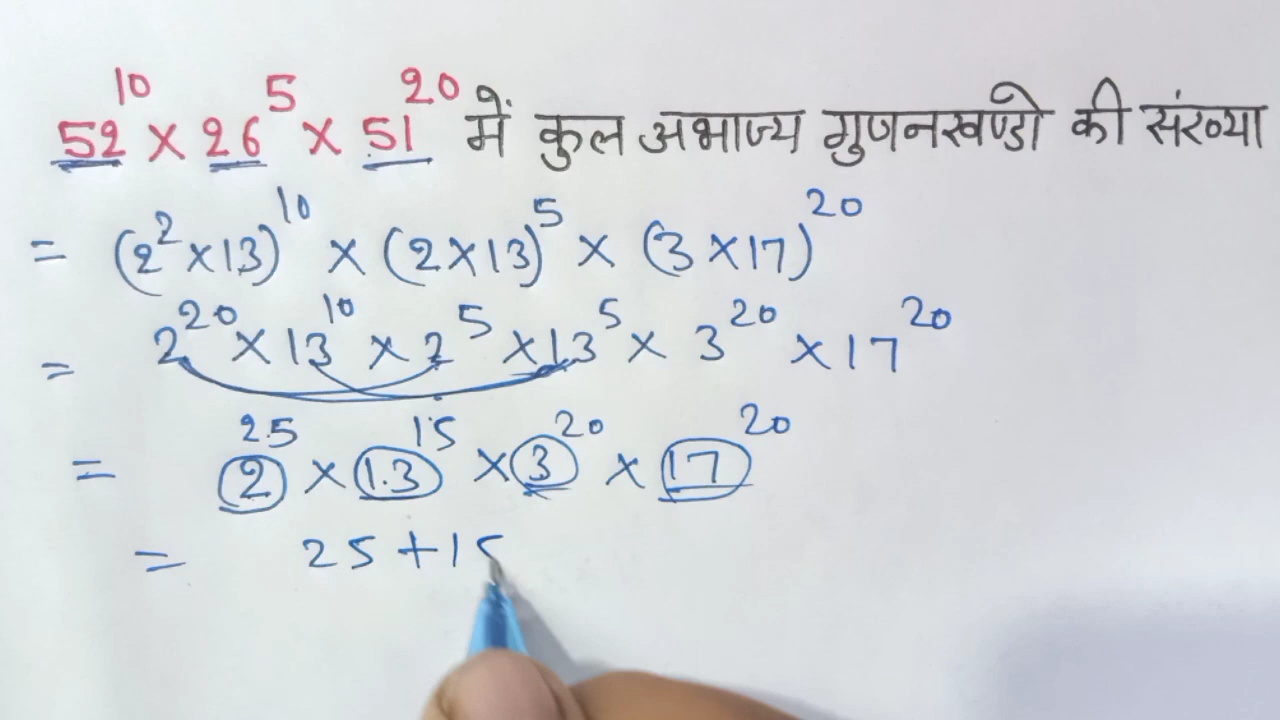 52^10 × 26^5 × 51^20 में कुल अभाज्य गुणनखण्डो की संख्या
= (2^2 × 13)^10 × (2 × 13)^5 × (3 × 17)^20
= 2^20 × 13^10 × 2^5 × 13^5 × 3^20 × 17^20
= 2^25 × 13^15 × 3^20 × 17^20
= 25 + 15